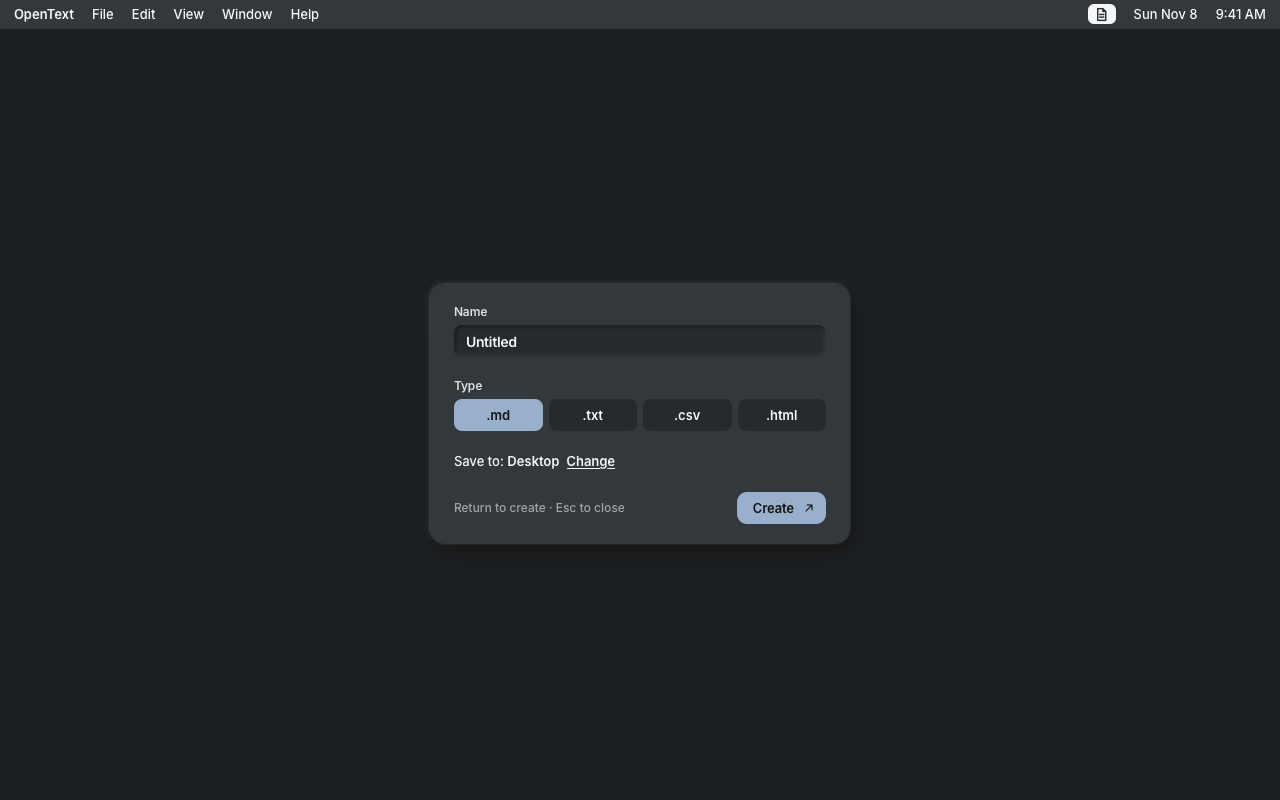 OpenText File Edit View Window Help Sun Nov 8 9:41 AM
Name
Untitled
Type
.md .txt .csv .html
Save to: Desktop Change
Return to create · Esc to close Create